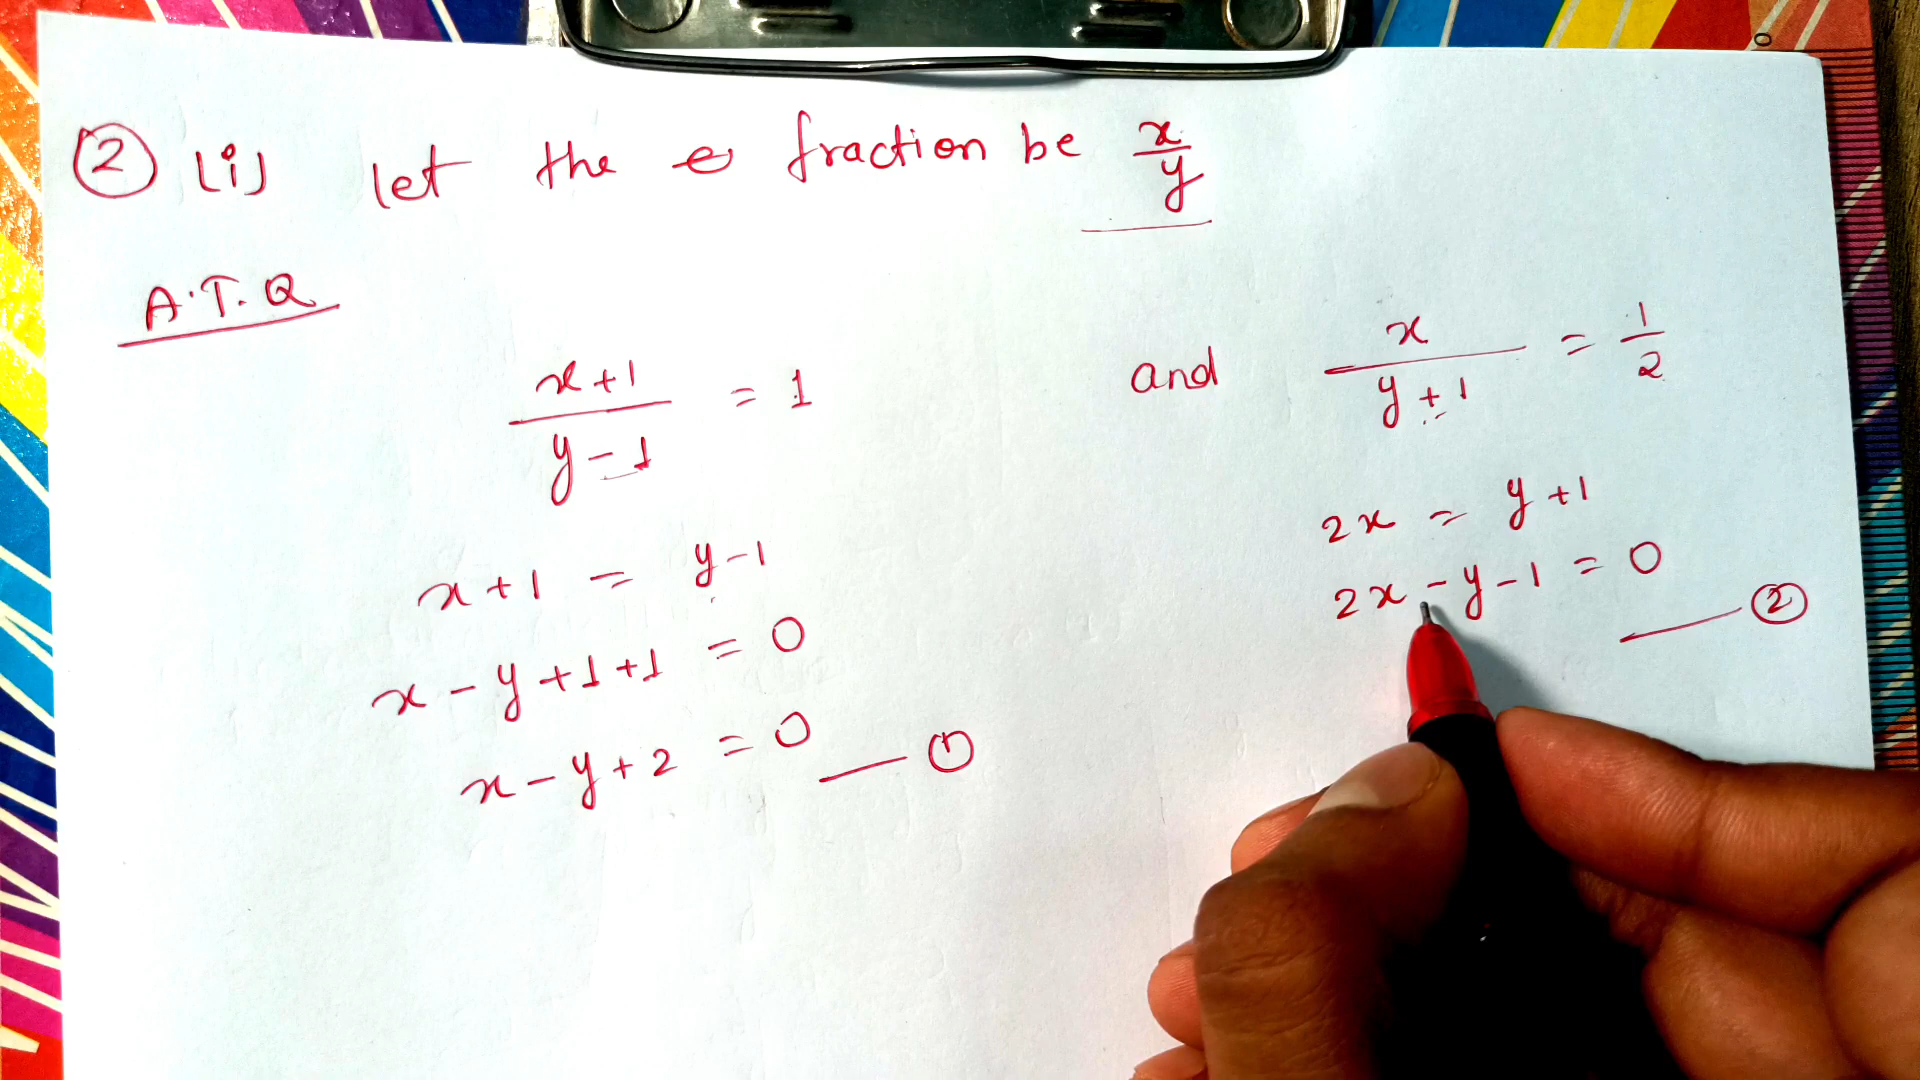 ② (i) let the e fraction be x/y
A.T.Q
(x+1)/(y-1) = 1 and x/(y+1) = 1/2
x+1 = y-1
x-y+1+1 = 0
x-y+2 = 0 — ①
2x = y+1
2x-y-1 = 0 — ②